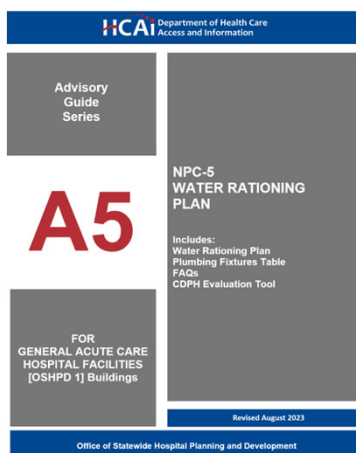 HCAi Department of Health Care
Access and Information
Advisory
Guide
Series
A5
FOR
GENERAL ACUTE CARE
HOSPITAL FACILITIES
[OSHPD 1] Buildings
NPC-5
WATER RATIONING
PLAN
Includes:
Water Rationing Plan
Plumbing Fixtures Table
FAQs
CDPH Evaluation Tool
Revised August 2023
Office of Statewide Hospital Planning and Development